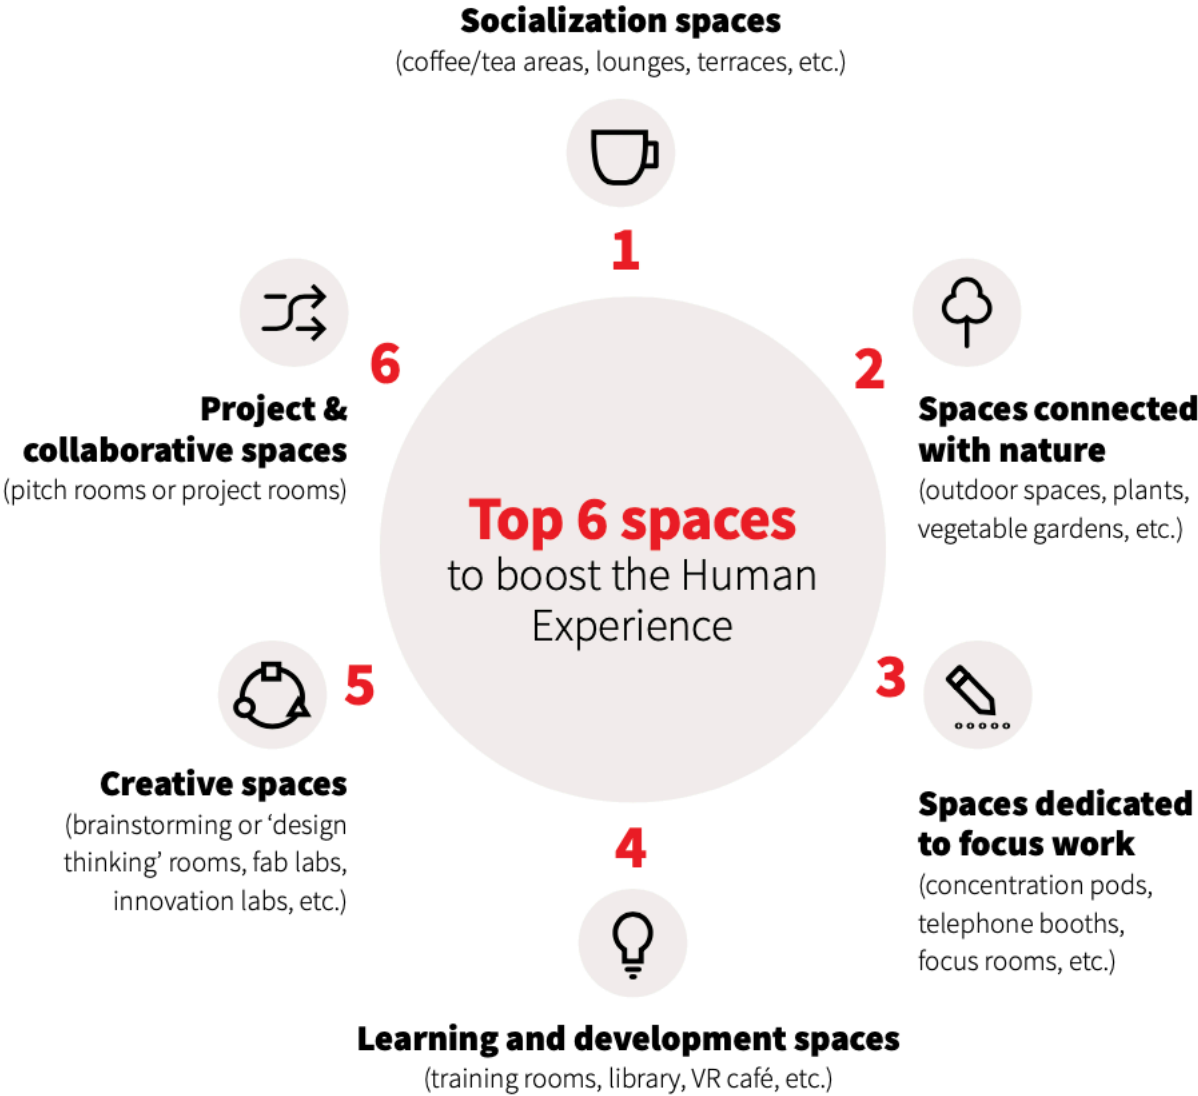 Socialization spaces
(coffee/tea areas, lounges, terraces, etc.)
1
2
Spaces connected
with nature
(outdoor spaces, plants,
vegetable gardens, etc.)
3
Spaces dedicated
to focus work
(concentration pods,
telephone booths,
focus rooms, etc.)
4
Learning and development spaces
(training rooms, library, VR café, etc.)
5
Creative spaces
(brainstorming or ‘design
thinking’ rooms, fab labs,
innovation labs, etc.)
6
Project &
collaborative spaces
(pitch rooms or project rooms)
Top 6 spaces
to boost the Human
Experience